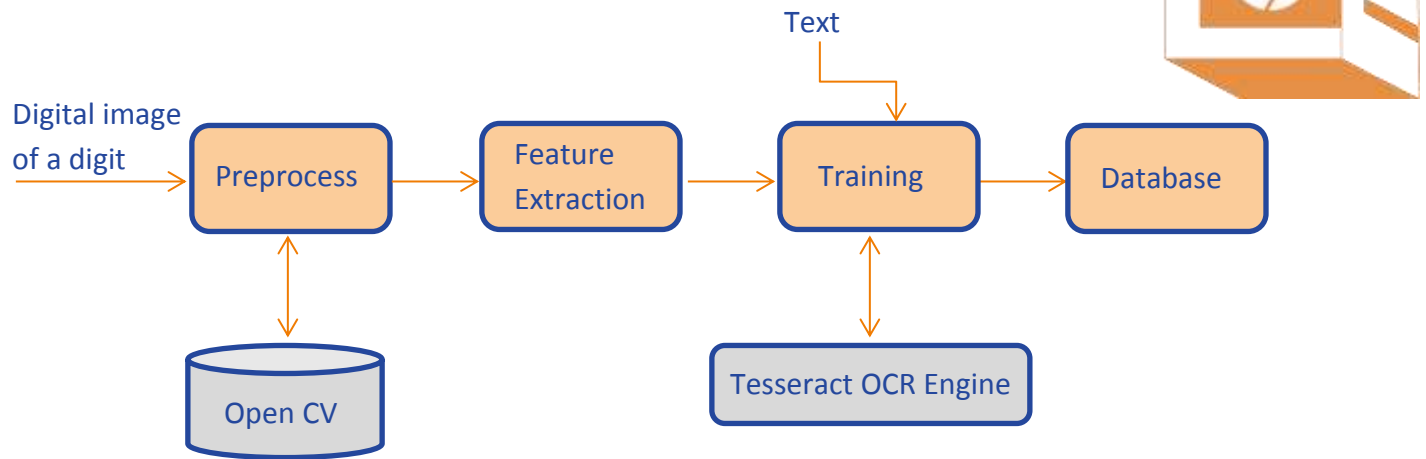 Text
Digital image
of a digit
Preprocess
Feature
Extraction
Training
Database
Open CV
Tesseract OCR Engine